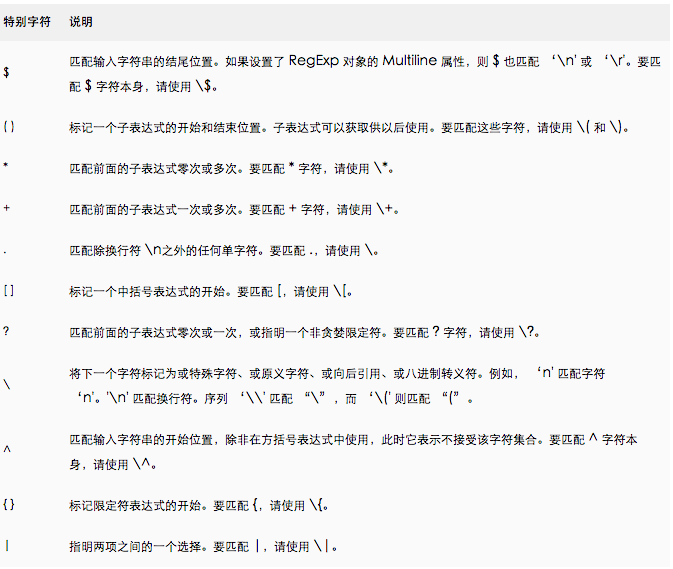 特别字符 说明
$ 匹配输入字符串的结尾位置。如果设置了 RegExp 对象的 Multiline 属性，则 $ 也匹配 ‘\n' 或 ‘\r'。要匹
配 $ 字符本身，请使用 \$。
( ) 标记一个子表达式的开始和结束位置。子表达式可以获取供以后使用。要匹配这些字符，请使用 \( 和 \)。
* 匹配前面的子表达式零次或多次。要匹配 * 字符，请使用 \*。
+ 匹配前面的子表达式一次或多次。要匹配 + 字符，请使用 \+。
. 匹配除换行符 \n之外的任何单字符。要匹配 .，请使用 \。
[ ] 标记一个中括号表达式的开始。要匹配 [，请使用 \[。
? 匹配前面的子表达式零次或一次，或指明一个非贪婪限定符。要匹配 ? 字符，请使用 \?。
\ 将下一个字符标记为或特殊字符、或原义字符、或向后引用、或八进制转义符。例如， ‘n' 匹配字符
‘n'。'\n' 匹配换行符。序列 ‘\\' 匹配 “\”，而 ‘\(' 则匹配 “(”。
^ 匹配输入字符串的开始位置，除非在方括号表达式中使用，此时它表示不接受该字符集合。要匹配 ^ 字符本
身，请使用 \^。
{ } 标记限定符表达式的开始。要匹配 {，请使用 \{。
| 指明两项之间的一个选择。要匹配 |，请使用 \|。